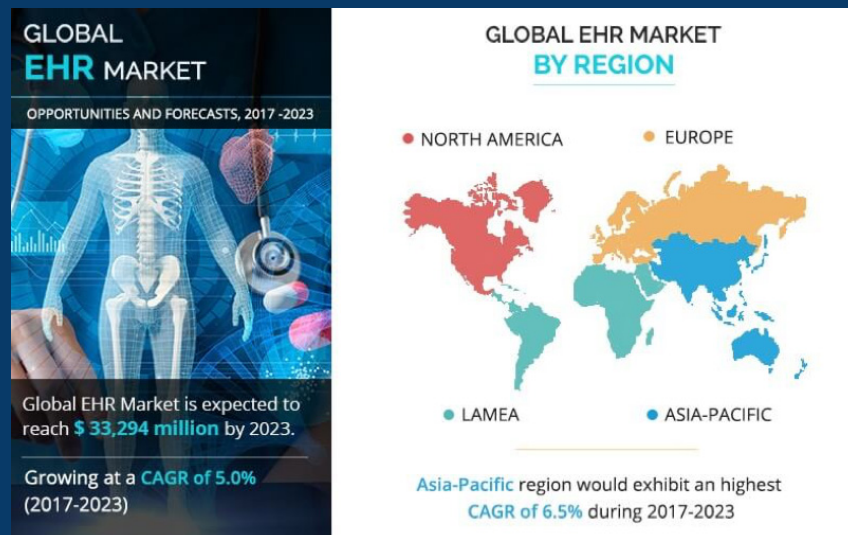 GLOBAL
EHR MARKET
OPPORTUNITIES AND FORECASTS, 2017 -2023
Global EHR Market is expected to
reach $ 33,294 million by 2023.
Growing at a CAGR of 5.0%
(2017-2023)
GLOBAL EHR MARKET
BY REGION
NORTH AMERICA
EUROPE
LAMEA
ASIA-PACIFIC
Asia-Pacific region would exhibit an highest
CAGR of 6.5% during 2017-2023